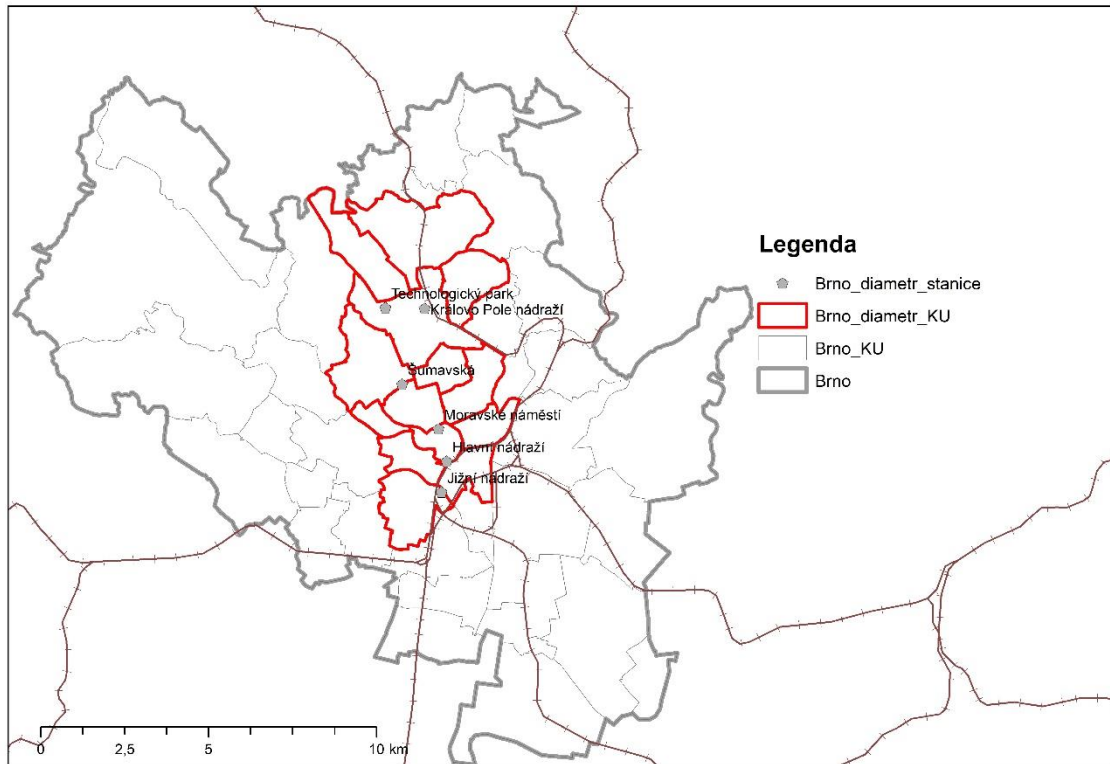 Legenda
Brno_diametr_stanice
Brno_diametr_KU
Brno_KU
Brno
Technologický park
Královo Pole nádraží
Šumavská
Moravské náměstí
Hlavní nádraží
Jižní nádraží
0 2,5 5 10 km